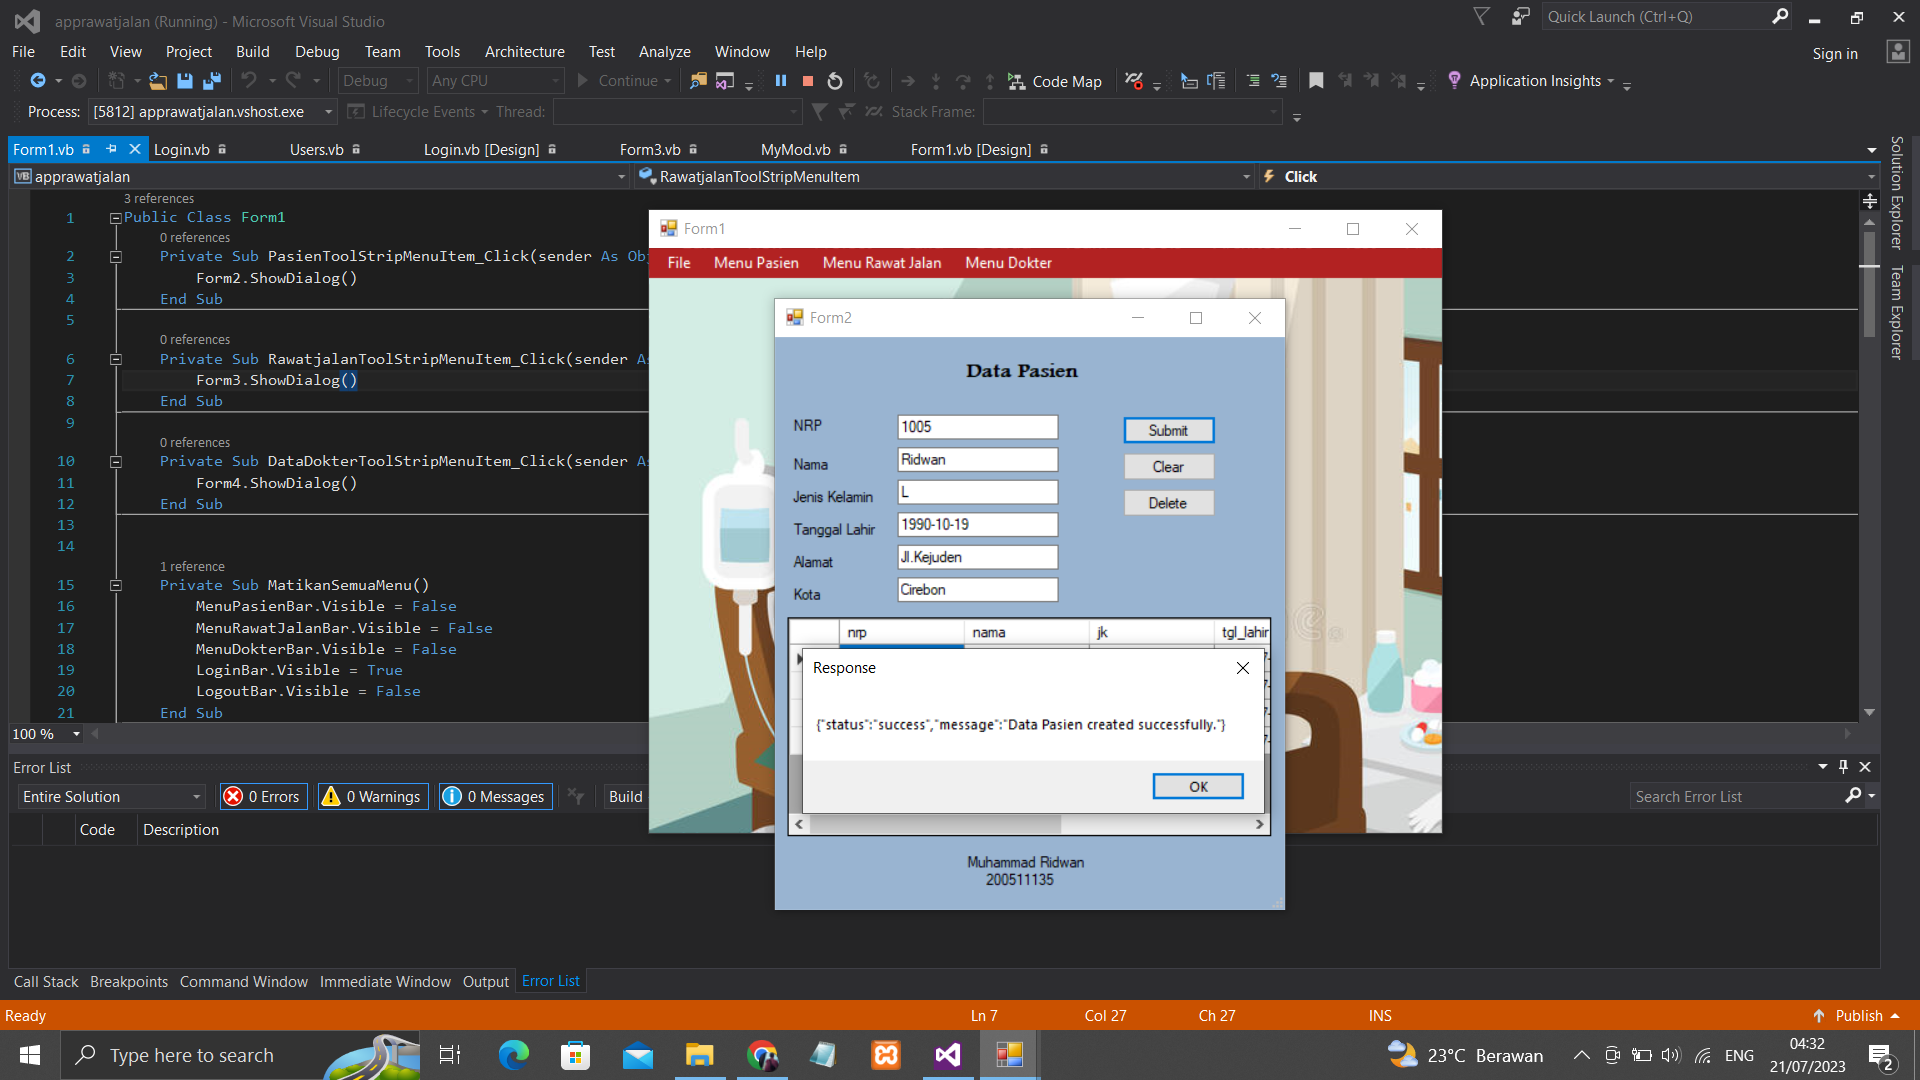 apprawatjalan (Running) - Microsoft Visual Studio
Quick Launch (Ctrl+Q)
File Edit View Project Build Debug Team Tools Architecture Test Analyze Window Help
Sign in
Debug Any CPU Continue Code Map Application Insights
Process: [5812] apprawatjalan.vshost.exe Lifecycle Events Thread: Stack Frame:
Form1.vb Login.vb Users.vb Login.vb [Design] Form3.vb MyMod.vb Form1.vb [Design]
apprawatjalan RawatjalanToolStripMenuItem Click
Solution Explorer
Team Explorer
3 references
1 Public Class Form1
0 references
2 Private Sub PasienToolStripMenuItem_Click(sender As Obj
3 Form2.ShowDialog()
4 End Sub
5
0 references
6 Private Sub RawatjalanToolStripMenuItem_Click(sender As
7 Form3.ShowDialog()
8 End Sub
9
0 references
10 Private Sub DataDokterToolStripMenuItem_Click(sender As
11 Form4.ShowDialog()
12 End Sub
13
14
1 reference
15 Private Sub MatikanSemuaMenu()
16 MenuPasienBar.Visible = False
17 MenuRawatJalanBar.Visible = False
18 MenuDokterBar.Visible = False
19 LoginBar.Visible = True
20 LogoutBar.Visible = False
21 End Sub
100 %
Form1
File Menu Pasien Menu Rawat Jalan Menu Dokter
Form2
Data Pasien
NRP 1005 Submit
Nama Ridwan Clear
Jenis Kelamin L Delete
Tanggal Lahir 1990-10-19
Alamat Jl.Kejuden
Kota Cirebon
nrp nama jk tgl_lahir
Response
{"status":"success","message":"Data Pasien created successfully."}
OK
Muhammad Ridwan
200511135
Error List
Entire Solution 0 Errors 0 Warnings 0 Messages Build
Search Error List
Code Description
Call Stack Breakpoints Command Window Immediate Window Output Error List
Ready Ln 7 Col 27 Ch 27 INS Publish
Type here to search
23°C Berawan ENG
04:32
21/07/2023
2